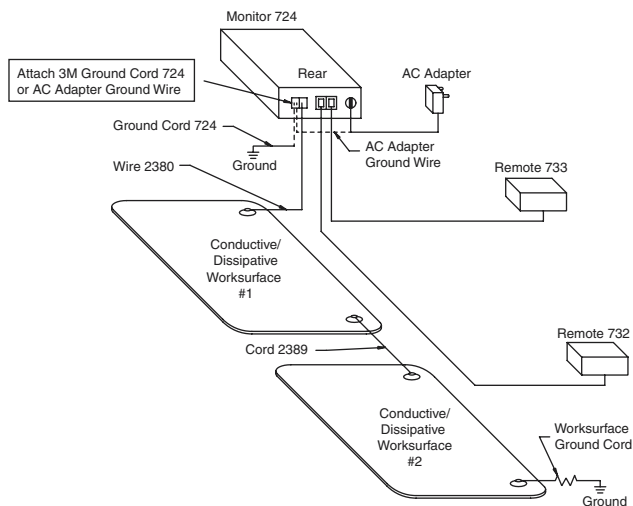 Monitor 724
Attach 3M Ground Cord 724
or AC Adapter Ground Wire
Rear
AC Adapter
Ground Cord 724
Ground
AC Adapter
Ground Wire
Wire 2380
Remote 733
Conductive/
Dissipative
Worksurface
#1
Cord 2389
Remote 732
Conductive/
Dissipative
Worksurface
#2
Worksurface
Ground Cord
Ground